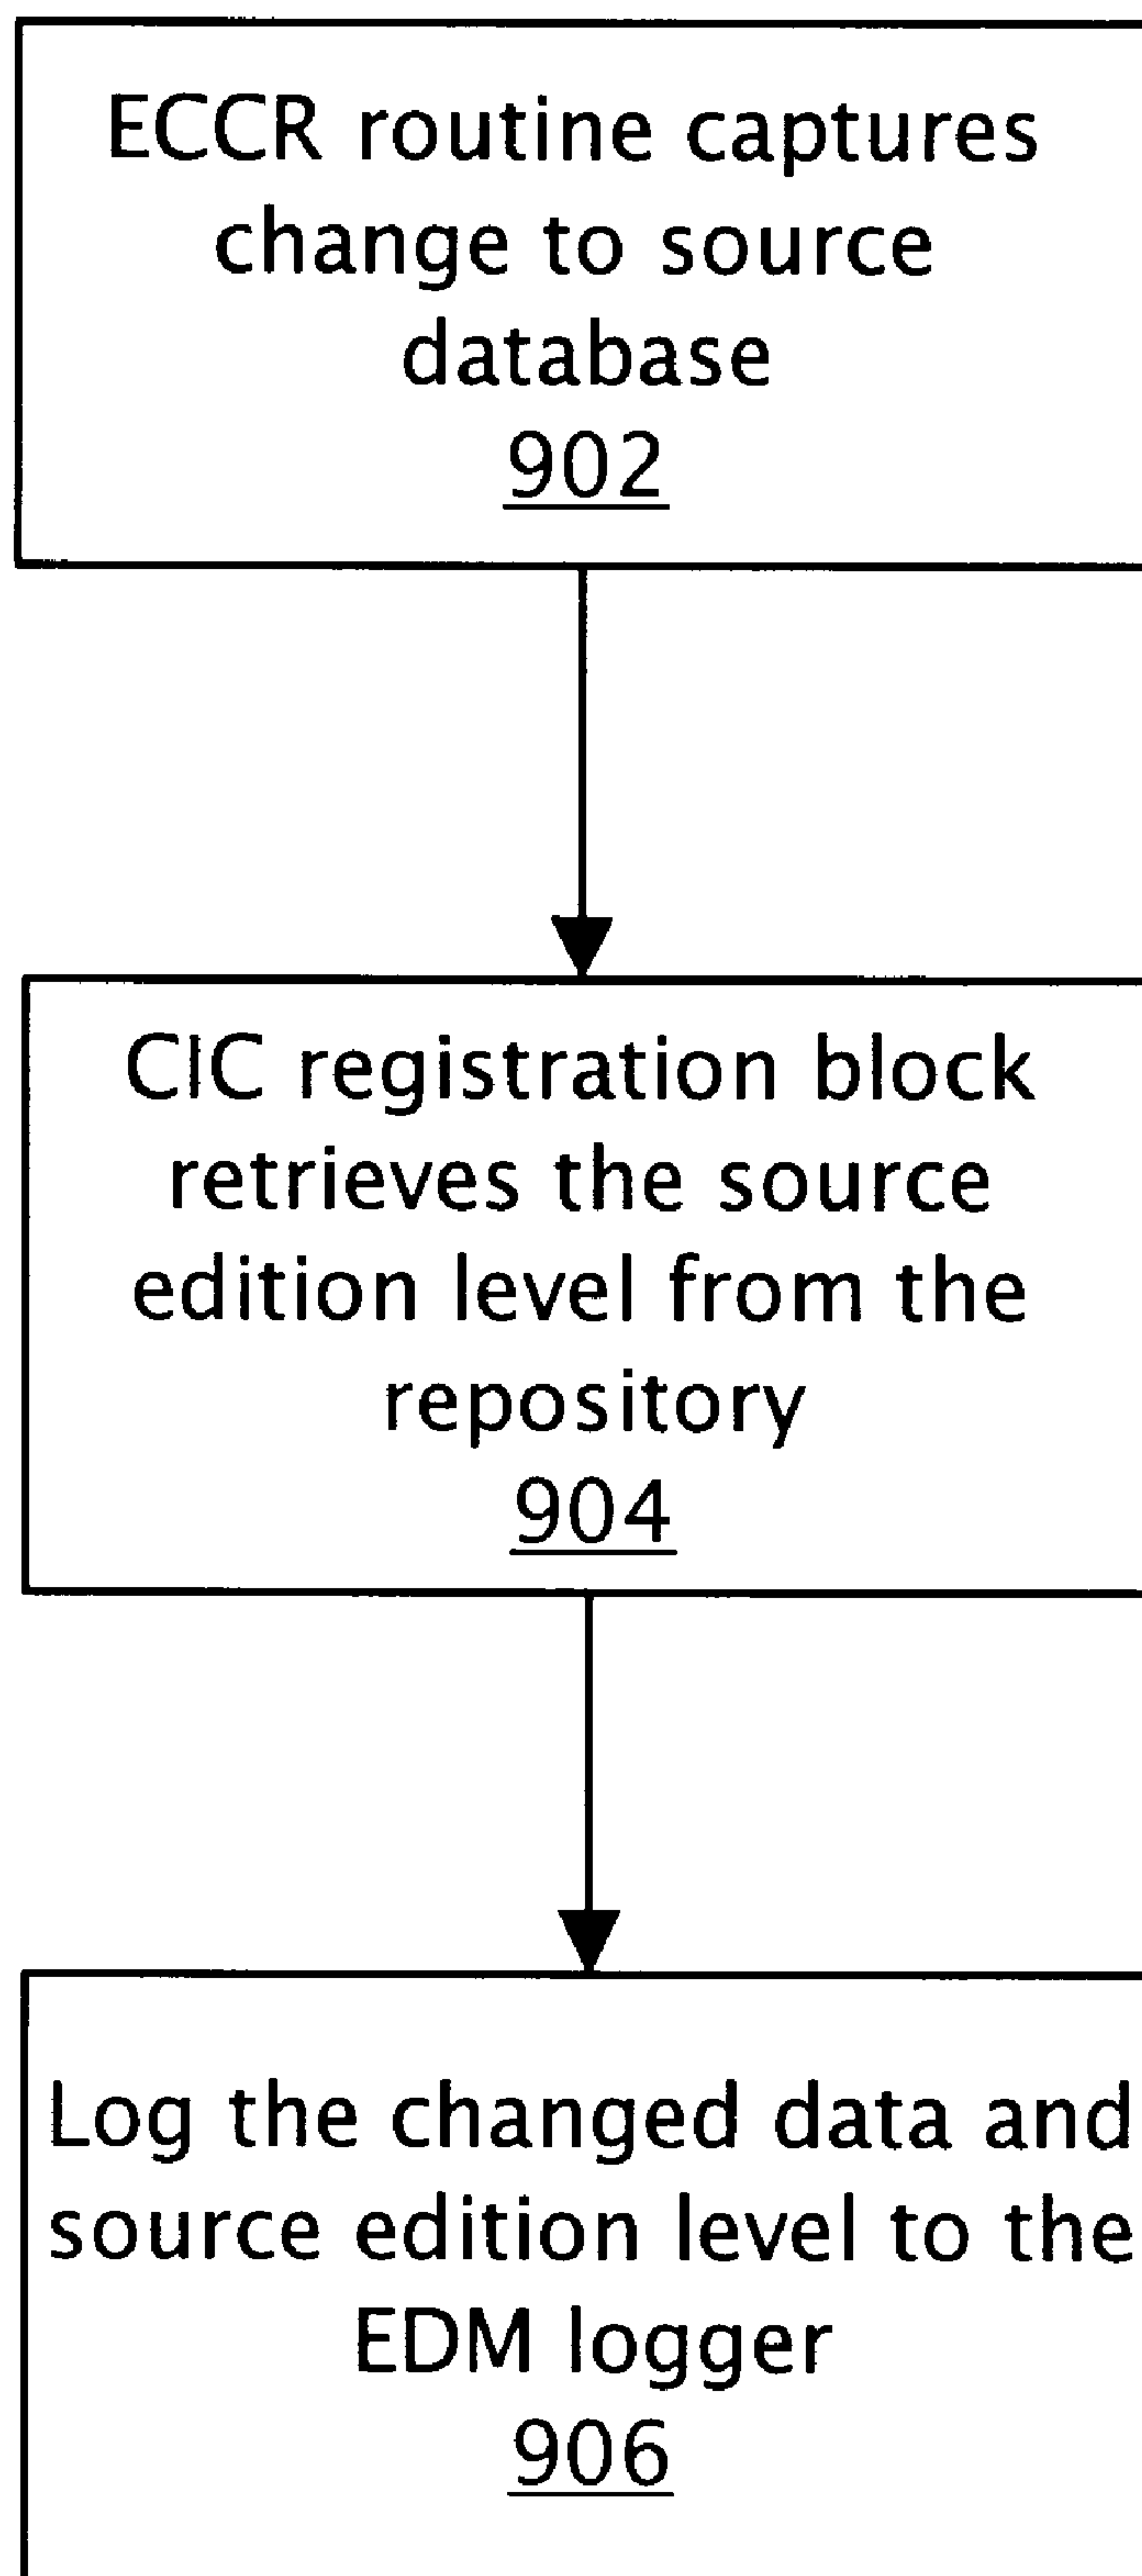 ECCR routine captures
change to source
database
902
CIC registration block
retrieves the source
edition level from the
repository
904
Log the changed data and
source edition level to the
EDM logger
906